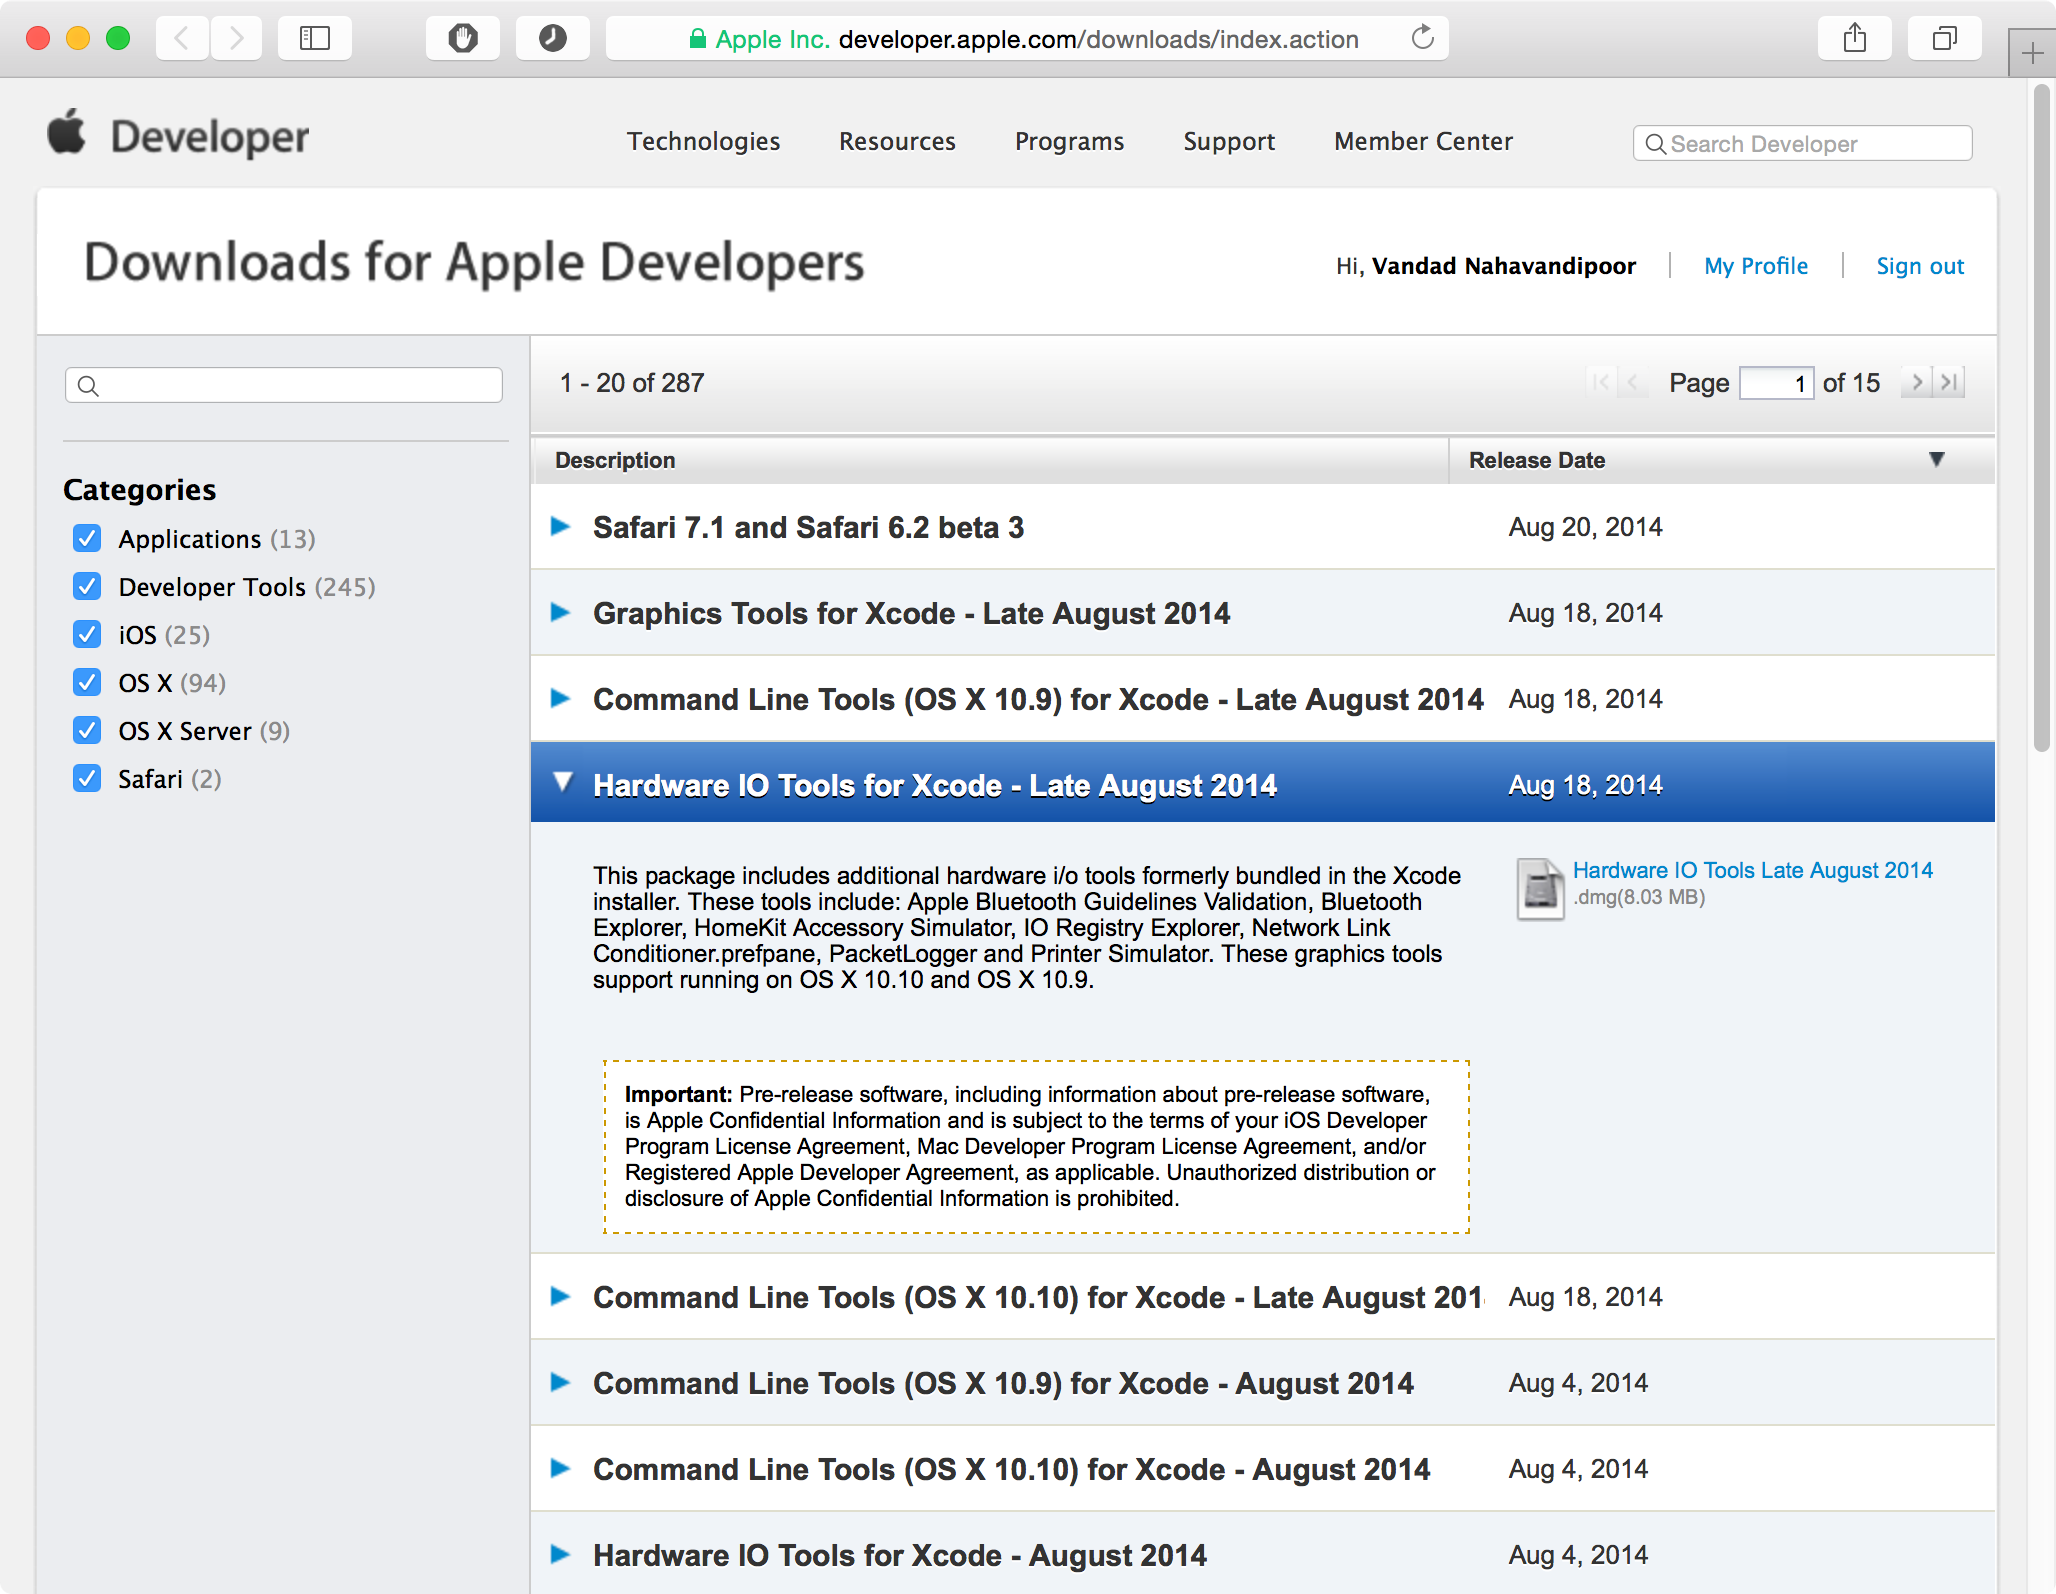 Apple Inc. developer.apple.com/downloads/index.action
Developer
Technologies Resources Programs Support Member Center
Search Developer
Downloads for Apple Developers
Hi, Vandad Nahavandipoor | My Profile | Sign out
1 - 20 of 287
Page 1 of 15
Categories
Applications (13)
Developer Tools (245)
iOS (25)
OS X (94)
OS X Server (9)
Safari (2)
Description Release Date
Safari 7.1 and Safari 6.2 beta 3 Aug 20, 2014
Graphics Tools for Xcode - Late August 2014 Aug 18, 2014
Command Line Tools (OS X 10.9) for Xcode - Late August 2014 Aug 18, 2014
Hardware IO Tools for Xcode - Late August 2014 Aug 18, 2014
This package includes additional hardware i/o tools formerly bundled in the Xcode
installer. These tools include: Apple Bluetooth Guidelines Validation, Bluetooth
Explorer, HomeKit Accessory Simulator, IO Registry Explorer, Network Link
Conditioner.prefpane, PacketLogger and Printer Simulator. These graphics tools
support running on OS X 10.10 and OS X 10.9.
Hardware IO Tools Late August 2014
.dmg(8.03 MB)
Important: Pre-release software, including information about pre-release software,
is Apple Confidential Information and is subject to the terms of your iOS Developer
Program License Agreement, Mac Developer Program License Agreement, and/or
Registered Apple Developer Agreement, as applicable. Unauthorized distribution or
disclosure of Apple Confidential Information is prohibited.
Command Line Tools (OS X 10.10) for Xcode - Late August 201 Aug 18, 2014
Command Line Tools (OS X 10.9) for Xcode - August 2014 Aug 4, 2014
Command Line Tools (OS X 10.10) for Xcode - August 2014 Aug 4, 2014
Hardware IO Tools for Xcode - August 2014 Aug 4, 2014